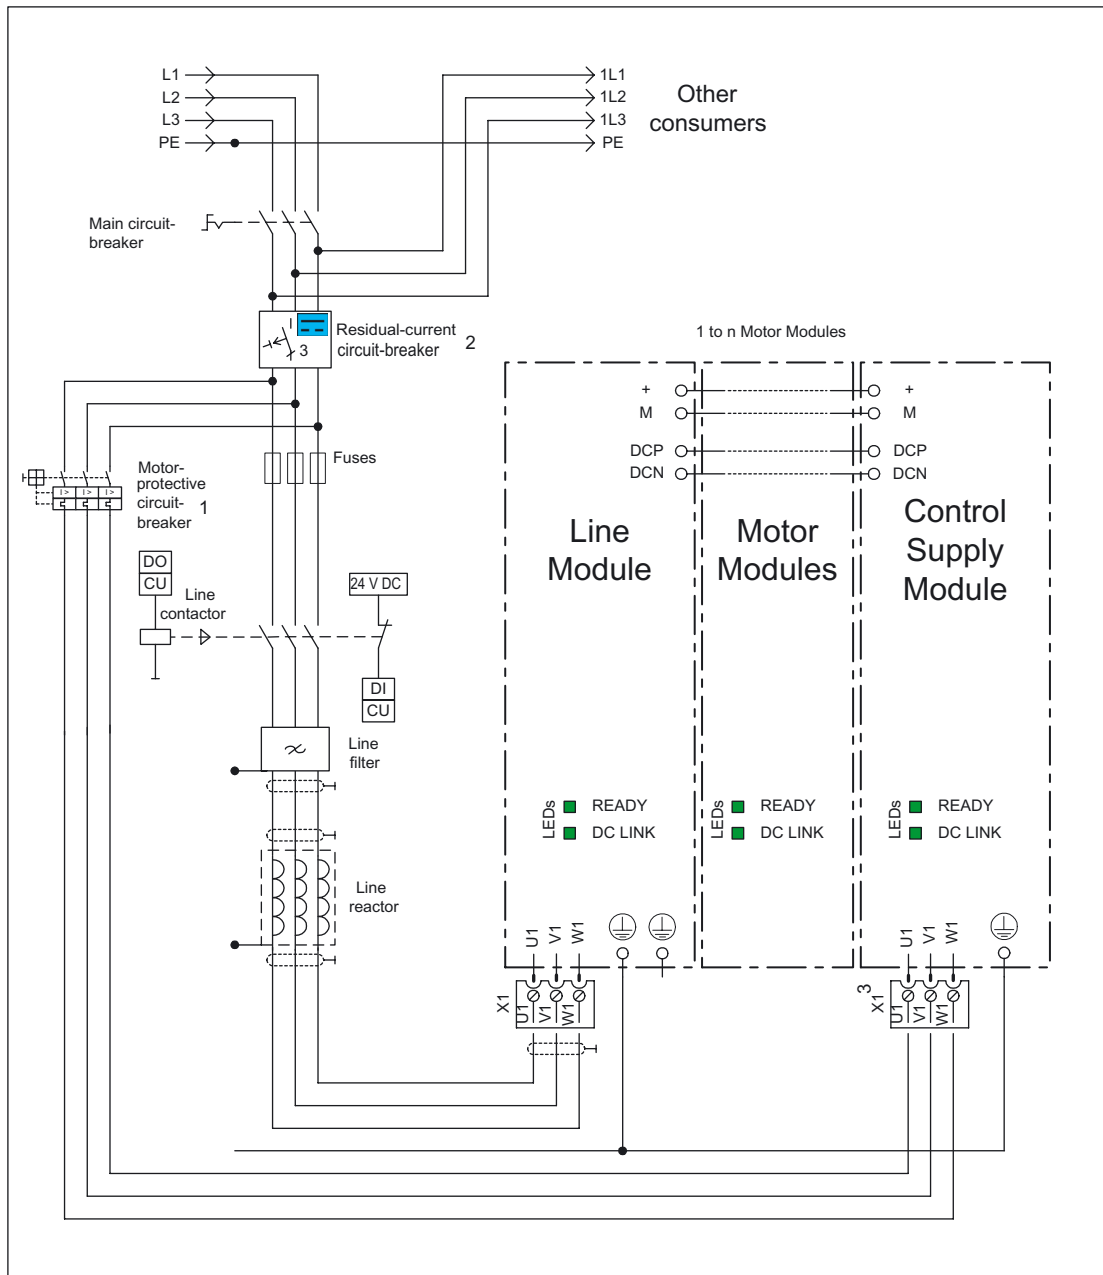 L1
1L1
L2
1L2
L3
1L3
PE
PE
Other
consumers
Main circuit-
breaker
3
Residual-current
circuit-breaker 2
1 to n Motor Modules
+
M
DCP
DCN
+
M
DCP
DCN
Fuses
Motor-
protective
circuit-
breaker 1
I> I> I>
Line
Module
Motor
Modules
Control
Supply
Module
DO
CU
Line
contactor
24 V DC
DI
CU
Line
filter
LEDs
READY
DC LINK
LEDs
READY
DC LINK
LEDs
READY
DC LINK
Line
reactor
U1
V1
W1
U1
V1
W1
X1
U1
V1
W1
3
X1
U1
V1
W1